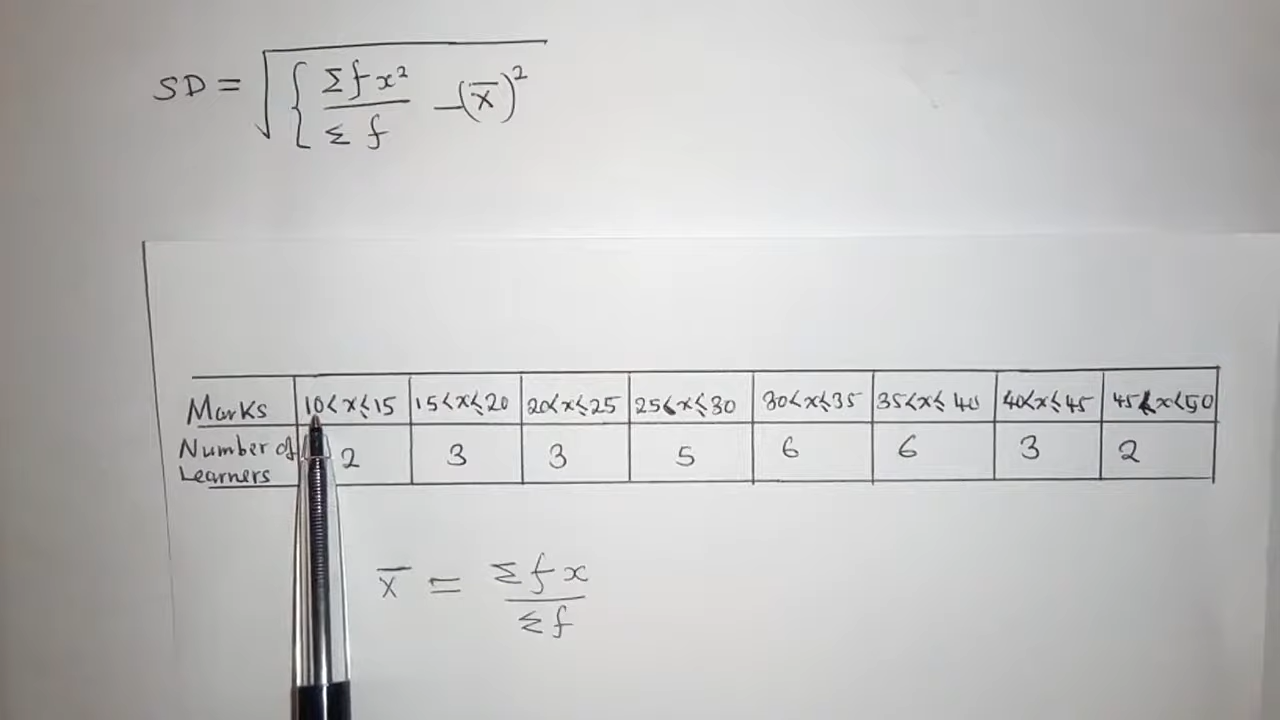 SD = √{ Σfx² / Σf − (x̄)²
Marks 10<x≤15 15<x≤20 20<x≤25 25<x≤30 30<x≤35 35<x≤40 40<x≤45 45<x<50
Number of Learners 2 3 3 5 6 6 3 2
x̄ = Σfx / Σf